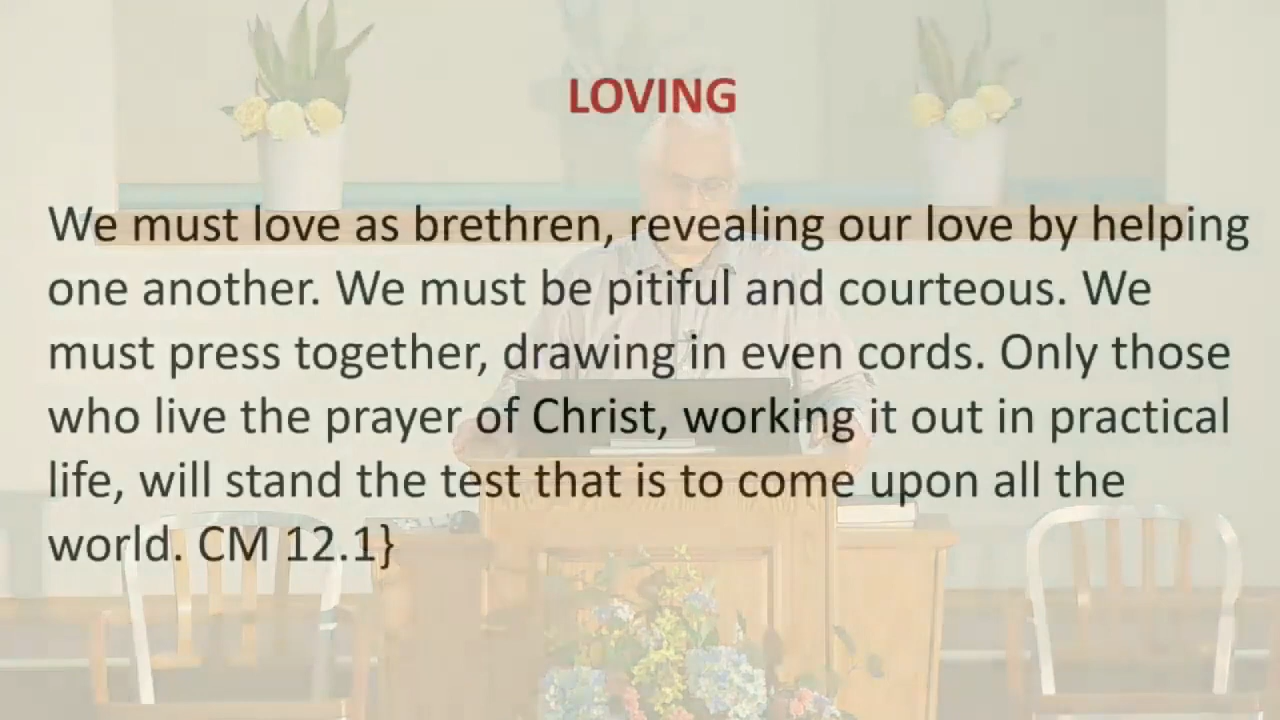 LOVING
We must love as brethren, revealing our love by helping
one another. We must be pitiful and courteous. We
must press together, drawing in even cords. Only those
who live the prayer of Christ, working it out in practical
life, will stand the test that is to come upon all the
world. CM 12.1}